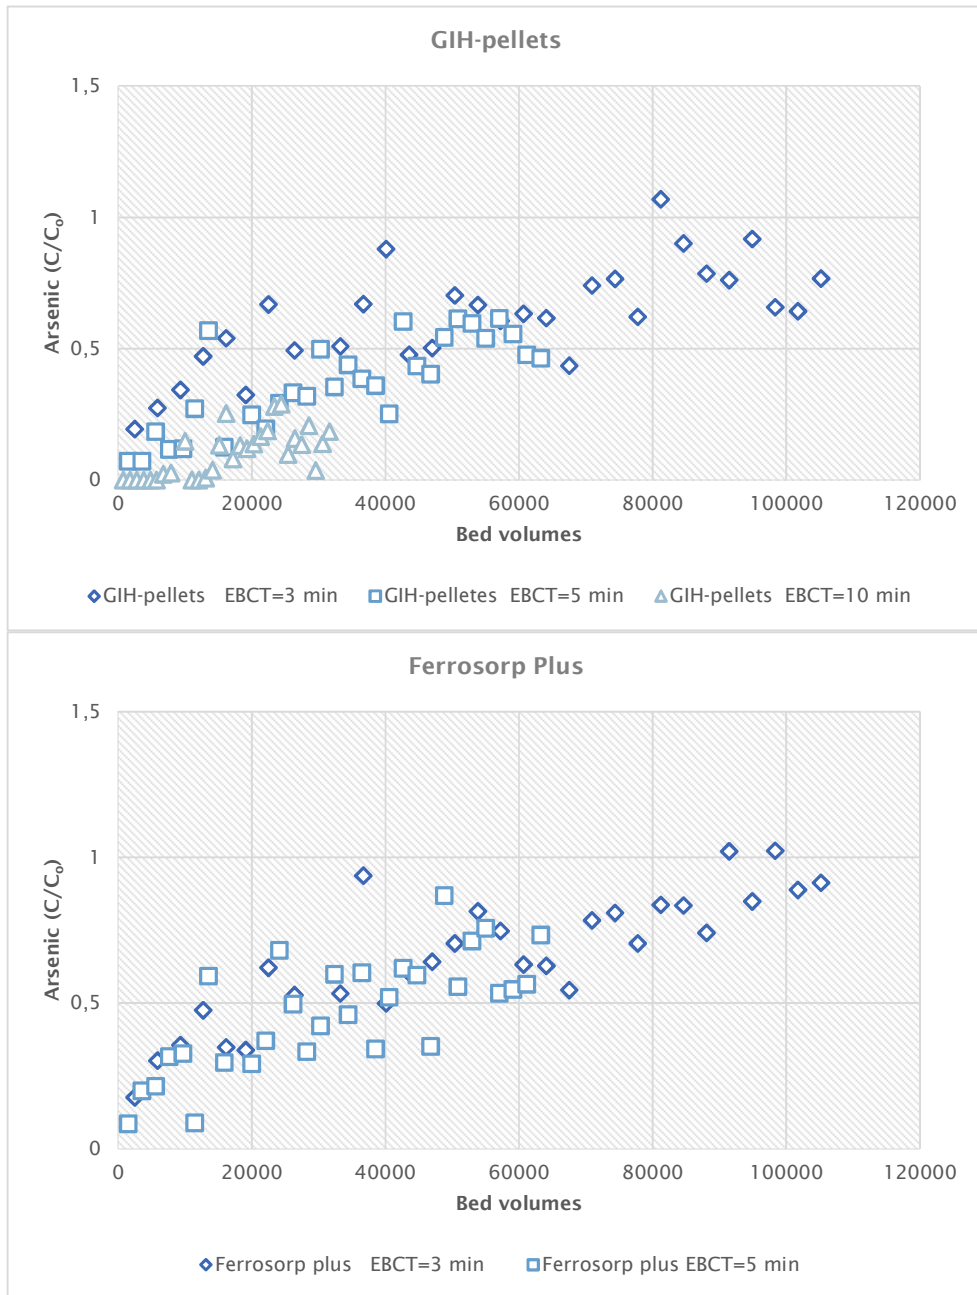 GIH-pellets
1,5
1
0,5
0
Arsenic (C/C₀)
0 20000 40000 60000 80000 100000 120000
Bed volumes
GIH-pellets EBCT=3 min GIH-pelletes EBCT=5 min GIH-pellets EBCT=10 min
Ferrosorp Plus
1,5
1
0,5
0
Arsenic (C/C₀)
0 20000 40000 60000 80000 100000 120000
Bed volumes
Ferrosorp plus EBCT=3 min Ferrosorp plus EBCT=5 min